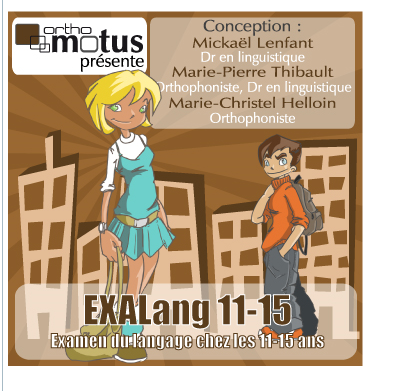 ortho
motus
présente
Conception :
Mickaël Lenfant
Dr en linguistique
Marie-Pierre Thibault
Orthophoniste, Dr en linguistique
Marie-Christel Helloin
Orthophoniste
EXALang 11-15
Examen du langage chez les 11-15 ans